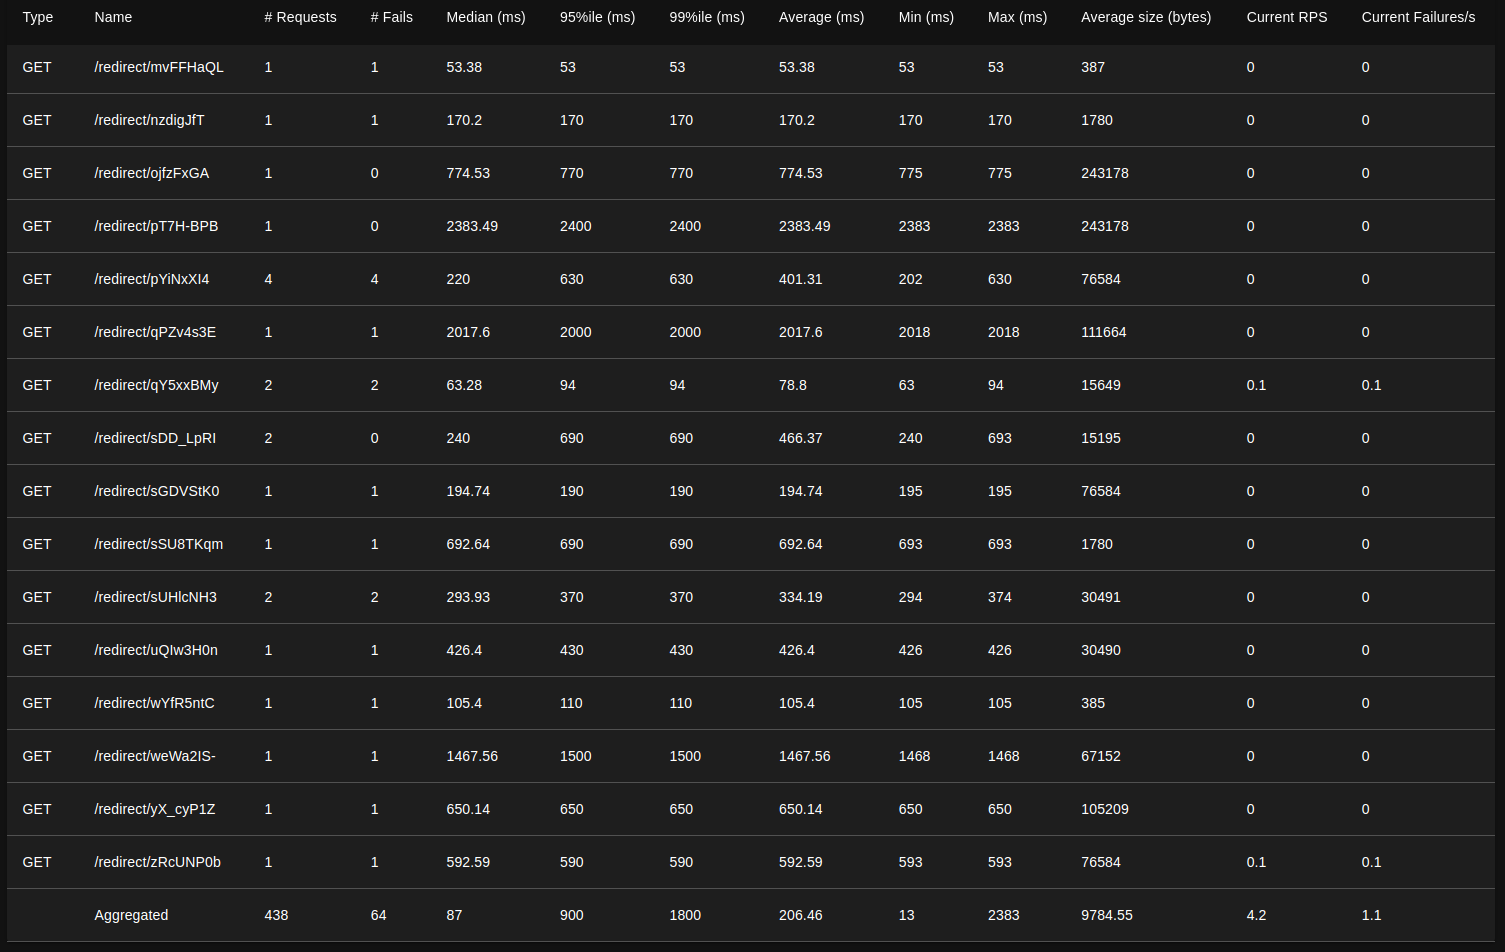 Type Name # Requests # Fails Median (ms) 95%ile (ms) 99%ile (ms) Average (ms) Min (ms) Max (ms) Average size (bytes) Current RPS Current Failures/s
GET /redirect/mvFFHaQL 1 1 53.38 53 53 53.38 53 53 387 0 0
GET /redirect/nzdigJfT 1 1 170.2 170 170 170.2 170 170 1780 0 0
GET /redirect/ojfzFxGA 1 0 774.53 770 770 774.53 775 775 243178 0 0
GET /redirect/pT7H-BPB 1 0 2383.49 2400 2400 2383.49 2383 2383 243178 0 0
GET /redirect/pYiNxXI4 4 4 220 630 630 401.31 202 630 76584 0 0
GET /redirect/qPZv4s3E 1 1 2017.6 2000 2000 2017.6 2018 2018 111664 0 0
GET /redirect/qY5xxBMy 2 2 63.28 94 94 78.8 63 94 15649 0.1 0.1
GET /redirect/sDD_LpRI 2 0 240 690 690 466.37 240 693 15195 0 0
GET /redirect/sGDVStK0 1 1 194.74 190 190 194.74 195 195 76584 0 0
GET /redirect/sSU8TKqm 1 1 692.64 690 690 692.64 693 693 1780 0 0
GET /redirect/sUHlcNH3 2 2 293.93 370 370 334.19 294 374 30491 0 0
GET /redirect/uQIw3H0n 1 1 426.4 430 430 426.4 426 426 30490 0 0
GET /redirect/wYfR5ntC 1 1 105.4 110 110 105.4 105 105 385 0 0
GET /redirect/weWa2IS- 1 1 1467.56 1500 1500 1467.56 1468 1468 67152 0 0
GET /redirect/yX_cyP1Z 1 1 650.14 650 650 650.14 650 650 105209 0 0
GET /redirect/zRcUNP0b 1 1 592.59 590 590 592.59 593 593 76584 0.1 0.1
Aggregated 438 64 87 900 1800 206.46 13 2383 9784.55 4.2 1.1